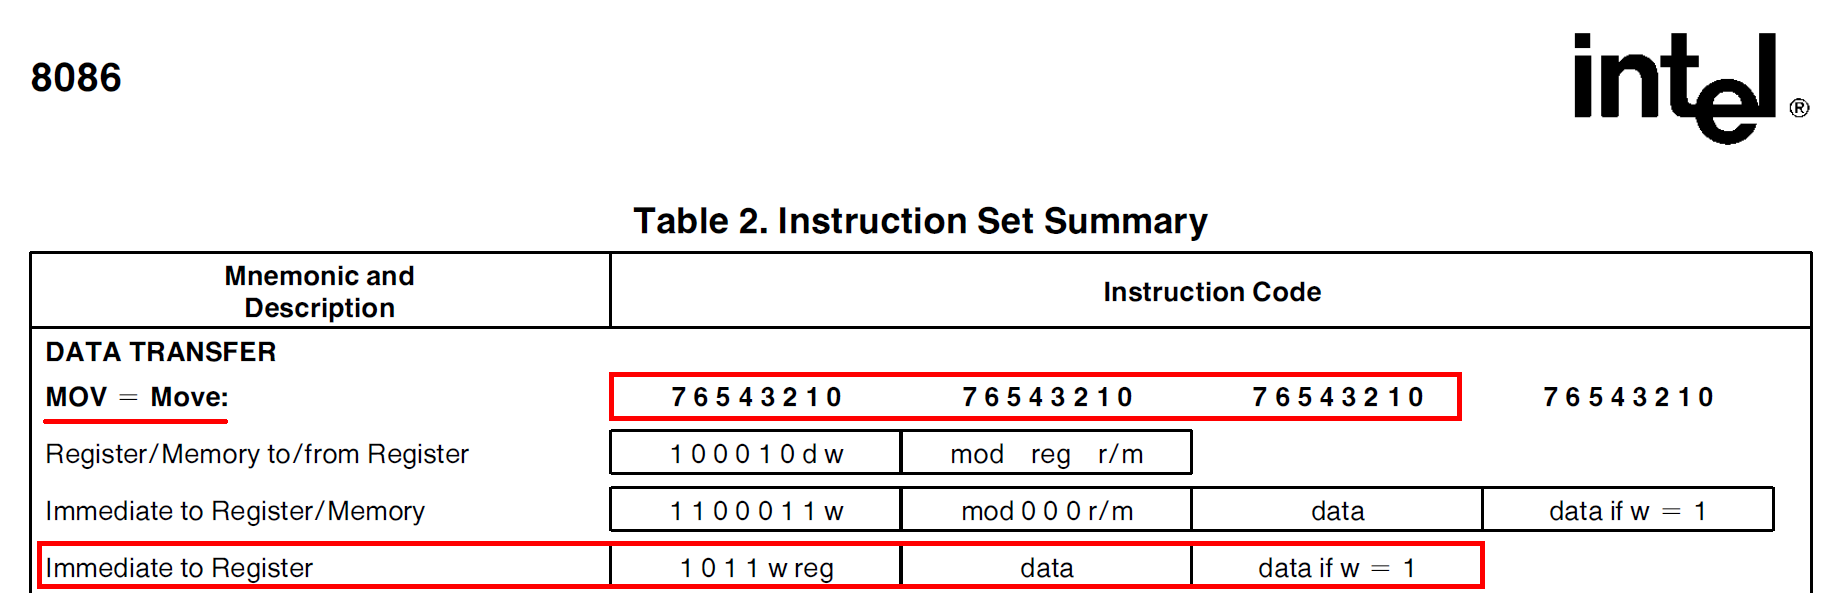 8086
intel®
Table 2. Instruction Set Summary
Mnemonic and
Description
Instruction Code
DATA TRANSFER
MOV = Move: 7 6 5 4 3 2 1 0 7 6 5 4 3 2 1 0 7 6 5 4 3 2 1 0 7 6 5 4 3 2 1 0
Register/Memory to/from Register 1 0 0 0 1 0 d w mod reg r/m
Immediate to Register/Memory 1 1 0 0 0 1 1 w mod 0 0 0 r/m data data if w = 1
Immediate to Register 1 0 1 1 w reg data data if w = 1